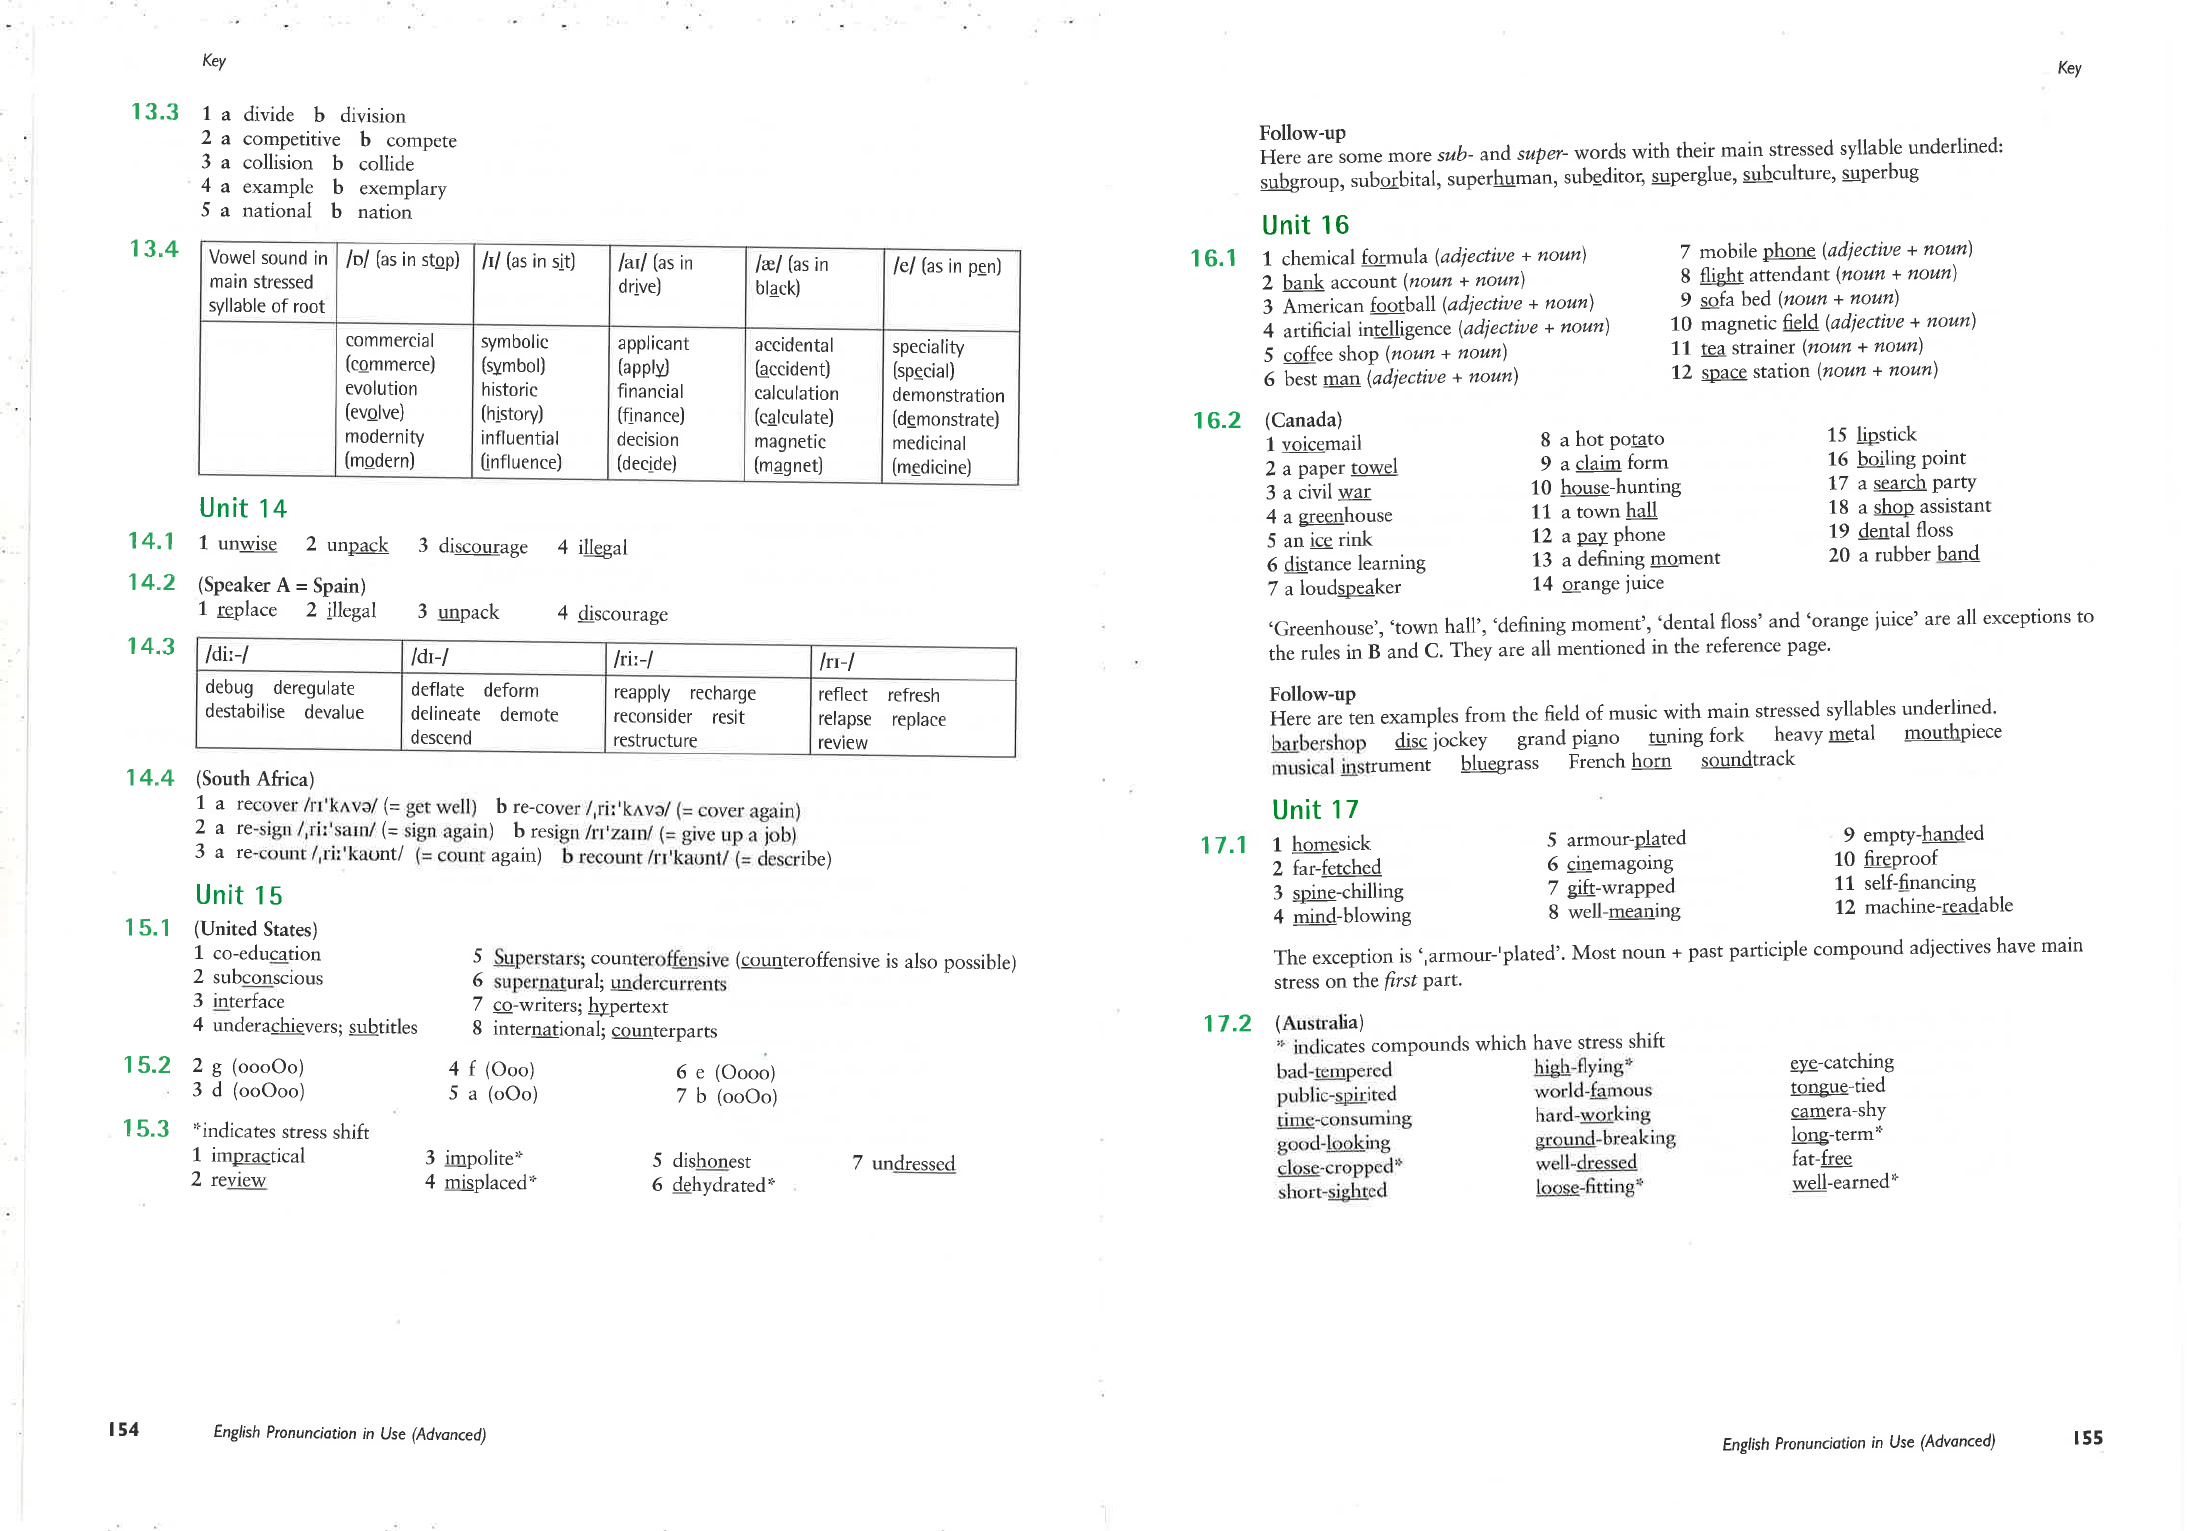 Key
13.3 1 a divide b division
2 a competitive b compete
3 a collision b collide
4 a example b exemplary
5 a national b nation
13.4 Vowel sound in main stressed syllable of root | /ɒ/ (as in stop) | /ɪ/ (as in sit) | /aɪ/ (as in drive) | /æ/ (as in black) | /e/ (as in pen)
commercial symbolic applicant accidental speciality
(commerce) (symbol) (apply) (accident) (special)
evolution historic financial calculation demonstration
(evolve) (history) (finance) (calculate) (demonstrate)
modernity influential decision magnetic medicinal
(modern) (influence) (decide) (magnet) (medicine)
Unit 14
14.1 1 unwise 2 unpack 3 discourage 4 illegal
14.2 (Speaker A = Spain)
1 replace 2 illegal 3 unpack 4 discourage
14.3 /diː-/ /dɪ-/ /riː-/ /rɪ-/
debug deregulate deflate deform reapply recharge reflect refresh
destabilise devalue delineate demote reconsider resit relapse replace
descend restructure review
14.4 (South Africa)
1 a recover /rɪ'kʌvə/ (= get well) b re-cover /ˌriː'kʌvə/ (= cover again)
2 a re-sign /ˌriː'saɪn/ (= sign again) b resign /rɪ'zaɪn/ (= give up a job)
3 a re-count /ˌriː'kaʊnt/ (= count again) b recount /rɪ'kaʊnt/ (= describe)
Unit 15
15.1 (United States)
1 co-education
2 subconscious
3 interface
4 underachievers; subtitles
5 Superstars; counteroffensive (counteroffensive is also possible)
6 supernatural; undercurrents
7 co-writers; hypertext
8 international; counterparts
15.2 2 g (oooOo) 4 f (Ooo) 6 e (Oooo)
3 d (ooOoo) 5 a (oOo) 7 b (ooOo)
15.3 *indicates stress shift
1 impractical 3 impolite* 5 dishonest 7 undressed
2 review 4 misplaced* 6 dehydrated*
154 English Pronunciation in Use (Advanced)
Key
Follow-up
Here are some more sub- and super- words with their main stressed syllable underlined:
subgroup, suborbital, superhuman, subeditor, superglue, subculture, superbug
Unit 16
16.1 1 chemical formula (adjective + noun)
2 bank account (noun + noun)
3 American football (adjective + noun)
4 artificial intelligence (adjective + noun)
5 coffee shop (noun + noun)
6 best man (adjective + noun)
7 mobile phone (adjective + noun)
8 flight attendant (noun + noun)
9 sofa bed (noun + noun)
10 magnetic field (adjective + noun)
11 tea strainer (noun + noun)
12 space station (noun + noun)
16.2 (Canada)
1 voicemail
2 a paper towel
3 a civil war
4 a greenhouse
5 an ice rink
6 distance learning
7 a loudspeaker
8 a hot potato
9 a claim form
10 house-hunting
11 a town hall
12 a pay phone
13 a defining moment
14 orange juice
15 lipstick
16 boiling point
17 a search party
18 a shop assistant
19 dental floss
20 a rubber band
'Greenhouse', 'town hall', 'defining moment', 'dental floss' and 'orange juice' are all exceptions to
the rules in B and C. They are all mentioned in the reference page.
Follow-up
Here are ten examples from the field of music with main stressed syllables underlined.
barbershop disc jockey grand piano tuning fork heavy metal mouthpiece
musical instrument bluegrass French horn soundtrack
Unit 17
17.1 1 homesick
2 far-fetched
3 spine-chilling
4 mind-blowing
5 armour-plated
6 cinemagoing
7 gift-wrapped
8 well-meaning
9 empty-handed
10 fireproof
11 self-financing
12 machine-readable
The exception is 'ˌarmour-'plated'. Most noun + past participle compound adjectives have main
stress on the first part.
17.2 (Australia)
* indicates compounds which have stress shift
bad-tempered high-flying* eye-catching
public-spirited world-famous tongue-tied
time-consuming hard-working camera-shy
good-looking ground-breaking long-term*
close-cropped* well-dressed fat-free
short-sighted loose-fitting* well-earned*
English Pronunciation in Use (Advanced) 155